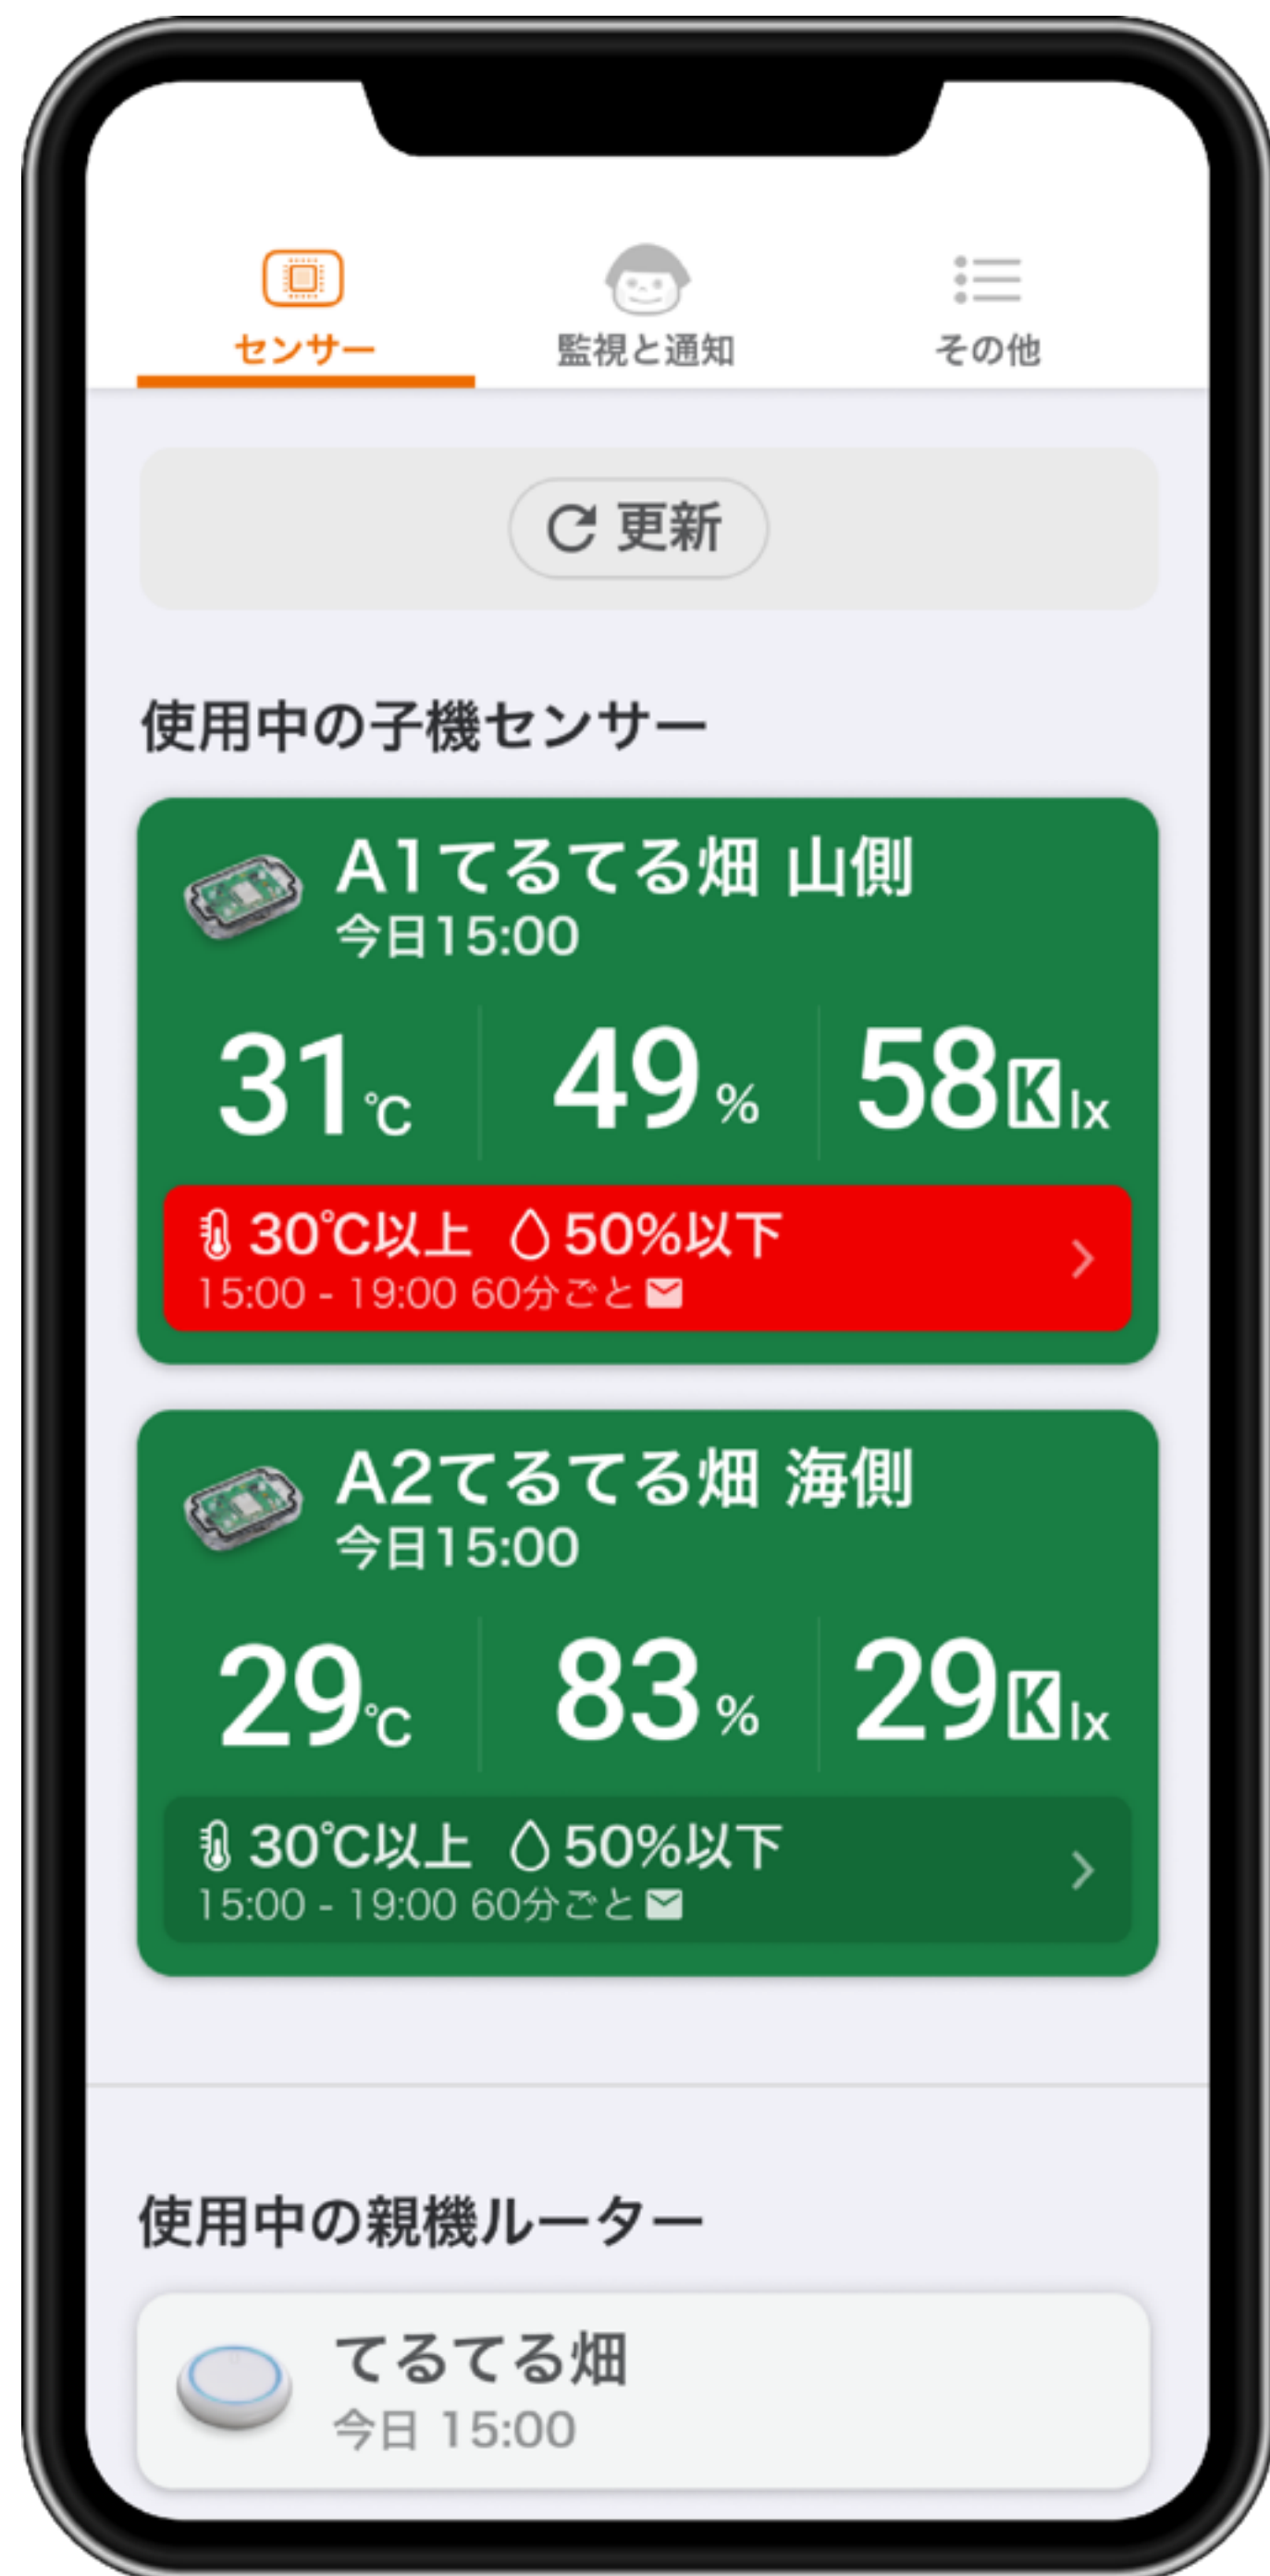 センサー 監視と通知 その他
更新
使用中の子機センサー
A1てるてる畑 山側
今日15:00
31℃ 49% 58Klx
30℃以上 50%以下
15:00 - 19:00 60分ごと
A2てるてる畑 海側
今日15:00
29℃ 83% 29Klx
30℃以上 50%以下
15:00 - 19:00 60分ごと
使用中の親機ルーター
てるてる畑
今日 15:00